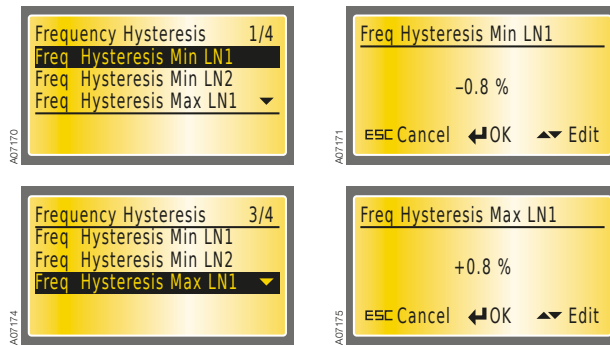 Frequency Hysteresis 1/4
Freq Hysteresis Min LN1
Freq Hysteresis Min LN2
Freq Hysteresis Max LN1
A07170
Freq Hysteresis Min LN1
–0.8 %
ESC Cancel OK Edit
A07171
Frequency Hysteresis 3/4
Freq Hysteresis Min LN1
Freq Hysteresis Min LN2
Freq Hysteresis Max LN1
A07174
Freq Hysteresis Max LN1
+0.8 %
ESC Cancel OK Edit
A07175